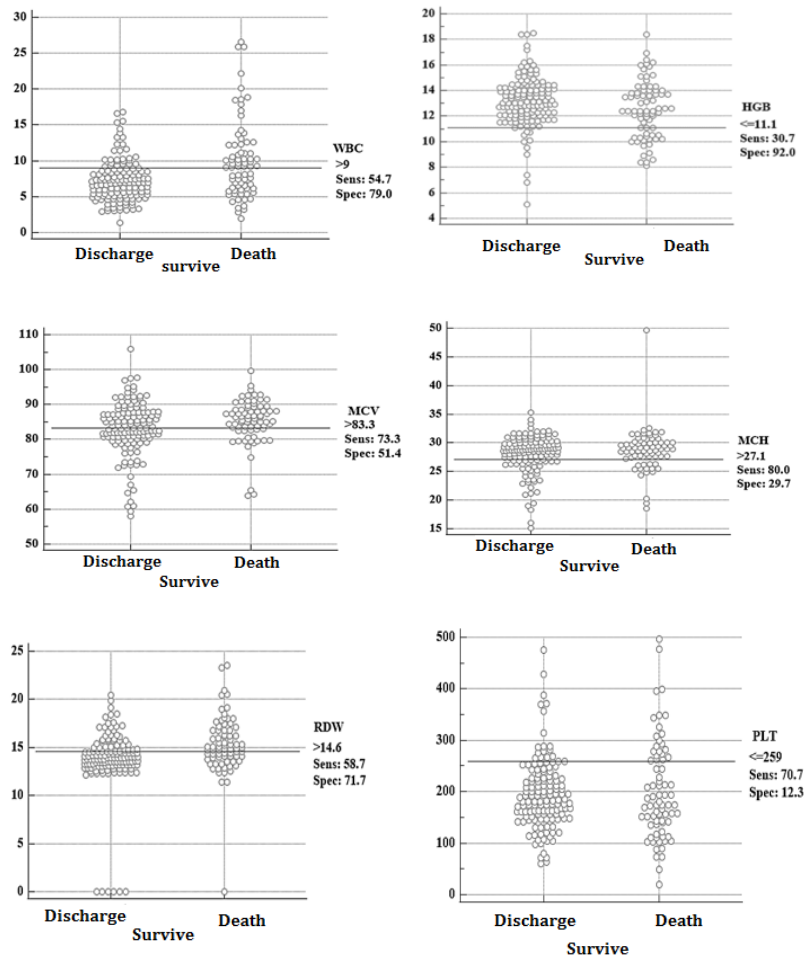 30
25
20
15
10
5
0
WBC
>9
Sens: 54.7
Spec: 79.0
Discharge Death
survive
20
18
16
14
12
10
8
6
4
HGB
<=11.1
Sens: 30.7
Spec: 92.0
Discharge Death
Survive
110
100
90
80
70
60
50
MCV
>83.3
Sens: 73.3
Spec: 51.4
Discharge Death
Survive
50
45
40
35
30
25
20
15
MCH
>27.1
Sens: 80.0
Spec: 29.7
Discharge Death
Survive
25
20
15
10
5
0
RDW
>14.6
Sens: 58.7
Spec: 71.7
Discharge Death
Survive
500
400
300
200
100
0
PLT
<=259
Sens: 70.7
Spec: 12.3
Discharge Death
Survive